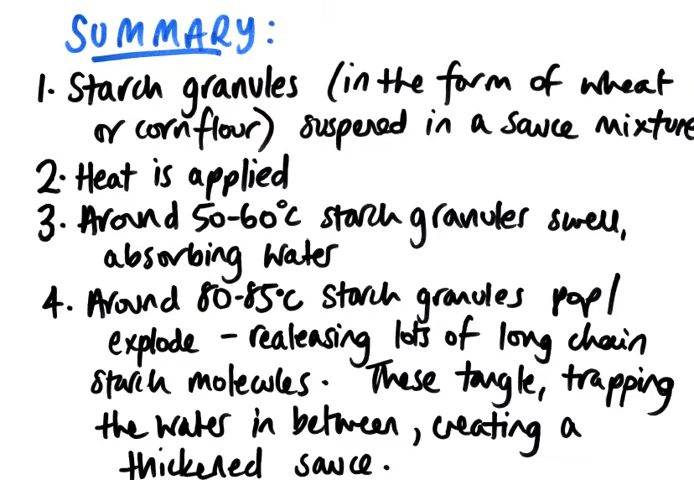 SUMMARY:
1. Starch granules (in the form of wheat
or cornflour) suspened in a sauce mixture
2. Heat is applied
3. Around 50-60°C starch granules swell,
absorbing water
4. Around 80-85°C starch granules pop/
explode - realeasing lots of long chain
starch molecules. These tangle, trapping
the water in between, creating a
thickened sauce.